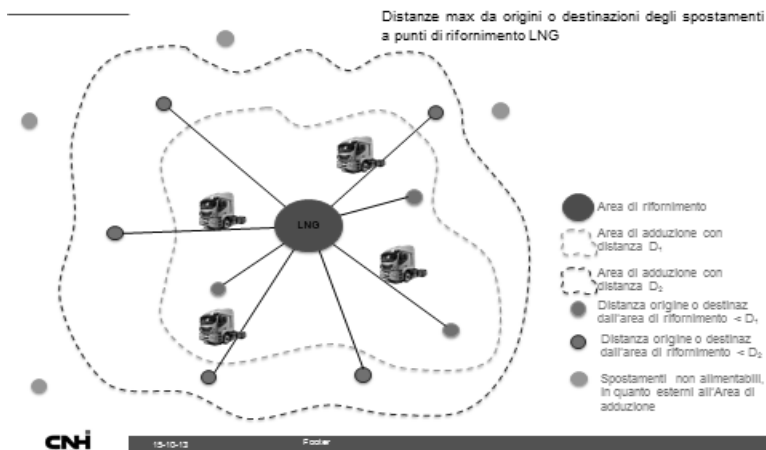 Distanze max da origini o destinazioni degli spostamenti
a punti di rifornimento LNG
LNG
Area di rifornimento
Area di adduzione con
distanza D₁
Area di adduzione con
distanza D₂
Distanza origine o destinaz
dall'area di rifornimento < D₁
Distanza origine o destinaz
dall'area di rifornimento < D₂
Spostamenti non alimentabili,
in quanto esterni all'Area di
adduzione
CNH
15-10-13
Footer